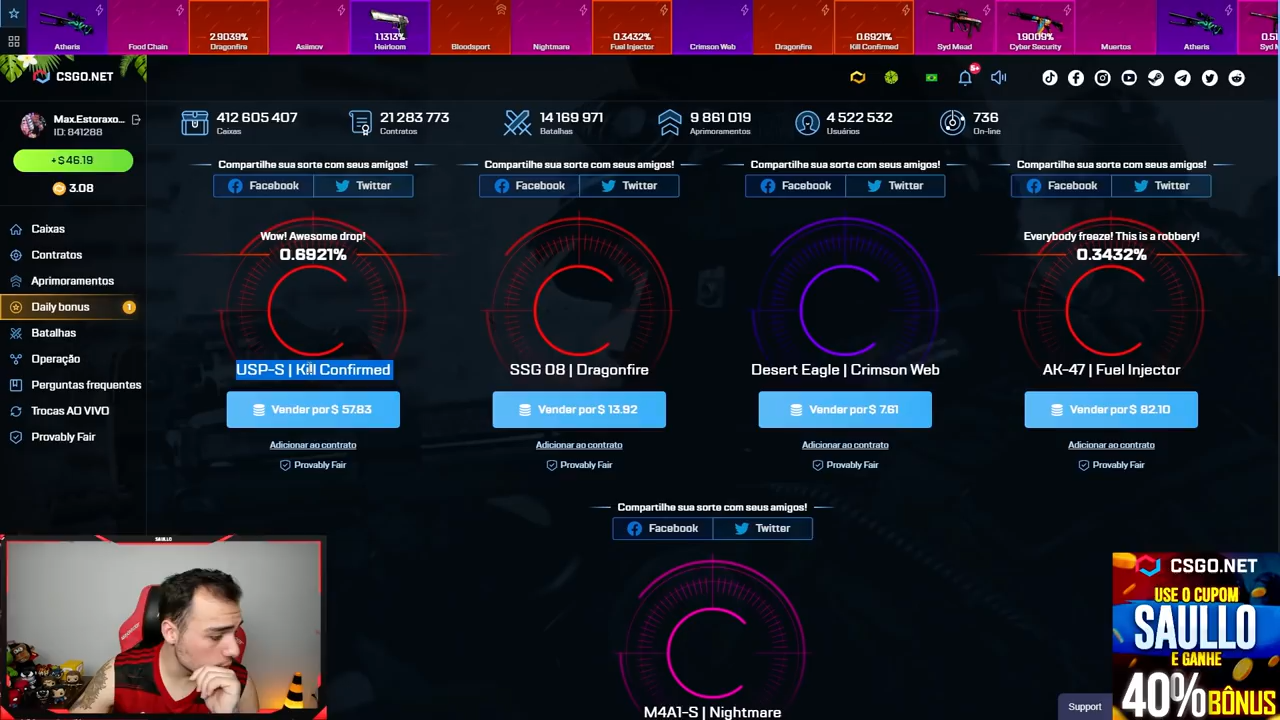 Atheris
Food Chain
2.9039%
Dragonfire
Asiimov
1.1313%
Heirloom
Bloodsport
Nightmare
0.3432%
Fuel Injector
Crimson Web
Dragonfire
0.6921%
Kill Confirmed
Syd Mead
1.9009%
Cyber Security
Muertos
Atheris
0.51
Syd M
CSGO.NET
5+
Max.Estoraxo...
ID: 841288
+$46.19
3.08
412 605 407
Caixas
21 283 773
Contratos
14 169 971
Batalhas
9 861 019
Aprimoramentos
4 522 532
Usuários
736
On-line
Caixas
Contratos
Aprimoramentos
Daily bonus 1
Batalhas
Operação
Perguntas frequentes
Trocas AO VIVO
Provably Fair
Compartilhe sua sorte com seus amigos!
Facebook Twitter
Wow! Awesome drop!
0.6921%
USP-S | Kill Confirmed
Vender por $ 57.83
Adicionar ao contrato
Provably Fair
Compartilhe sua sorte com seus amigos!
Facebook Twitter
SSG 08 | Dragonfire
Vender por $ 13.92
Adicionar ao contrato
Provably Fair
Compartilhe sua sorte com seus amigos!
Facebook Twitter
Desert Eagle | Crimson Web
Vender por $ 7.61
Adicionar ao contrato
Provably Fair
Compartilhe sua sorte com seus amigos!
Facebook Twitter
Everybody freeze! This is a robbery!
0.3432%
AK-47 | Fuel Injector
Vender por $ 82.10
Adicionar ao contrato
Provably Fair
Compartilhe sua sorte com seus amigos!
Facebook Twitter
M4A1-S | Nightmare
SAULLO
CSGO.NET
USE O CUPOM
SAULLO
E GANHE
40% BÔNUS
Support